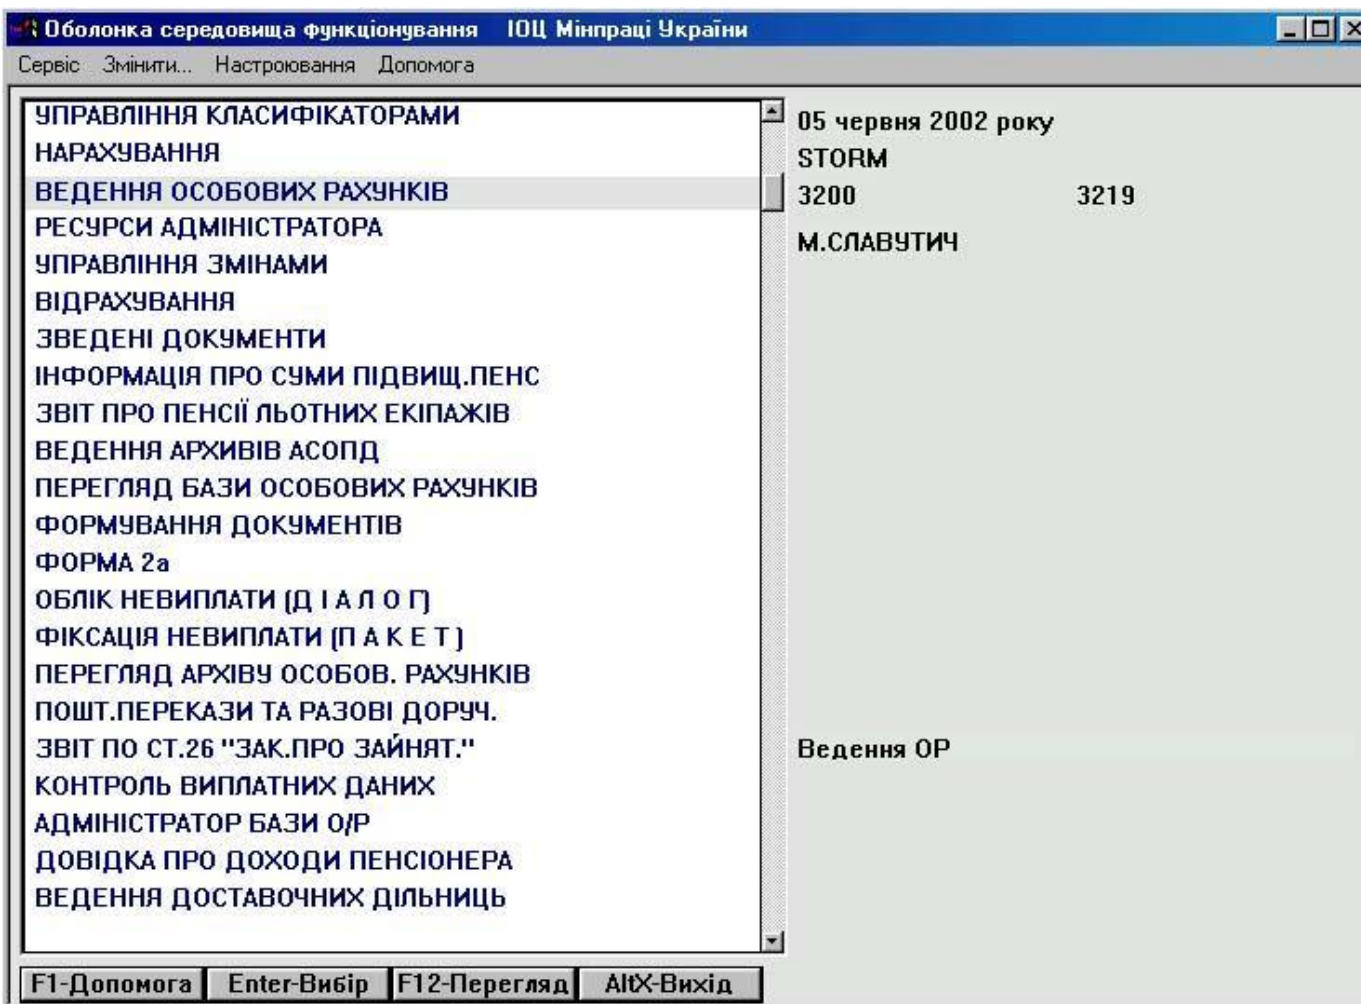 Оболонка середовища функціонування ІОЦ Мінпраці України
Сервіс Змінити... Настроювання Допомога
УПРАВЛІННЯ КЛАСИФІКАТОРАМИ
НАРАХУВАННЯ
ВЕДЕННЯ ОСОБОВИХ РАХУНКІВ
РЕСУРСИ АДМІНІСТРАТОРА
УПРАВЛІННЯ ЗМІНАМИ
ВІДРАХУВАННЯ
ЗВЕДЕНІ ДОКУМЕНТИ
ІНФОРМАЦІЯ ПРО СУМИ ПІДВИЩ.ПЕНС
ЗВІТ ПРО ПЕНСІЇ ЛЬОТНИХ ЕКІПАЖІВ
ВЕДЕННЯ АРХИВІВ АСОПД
ПЕРЕГЛЯД БАЗИ ОСОБОВИХ РАХУНКІВ
ФОРМУВАННЯ ДОКУМЕНТІВ
ФОРМА 2а
ОБЛІК НЕВИПЛАТИ (Д І А Л О Г)
ФІКСАЦІЯ НЕВИПЛАТИ (П А К Е Т )
ПЕРЕГЛЯД АРХІВУ ОСОБОВ. РАХУНКІВ
ПОШТ.ПЕРЕКАЗИ ТА РАЗОВІ ДОРУЧ.
ЗВІТ ПО СТ.26 "ЗАК.ПРО ЗАЙНЯТ."
КОНТРОЛЬ ВИПЛАТНИХ ДАНИХ
АДМІНІСТРАТОР БАЗИ О/Р
ДОВІДКА ПРО ДОХОДИ ПЕНСІОНЕРА
ВЕДЕННЯ ДОСТАВОЧНИХ ДІЛЬНИЦЬ
05 червня 2002 року
STORM
3200 3219
М.СЛАВУТИЧ
Ведення ОР
F1-Допомога Enter-Вибір F12-Перегляд AltX-Вихід